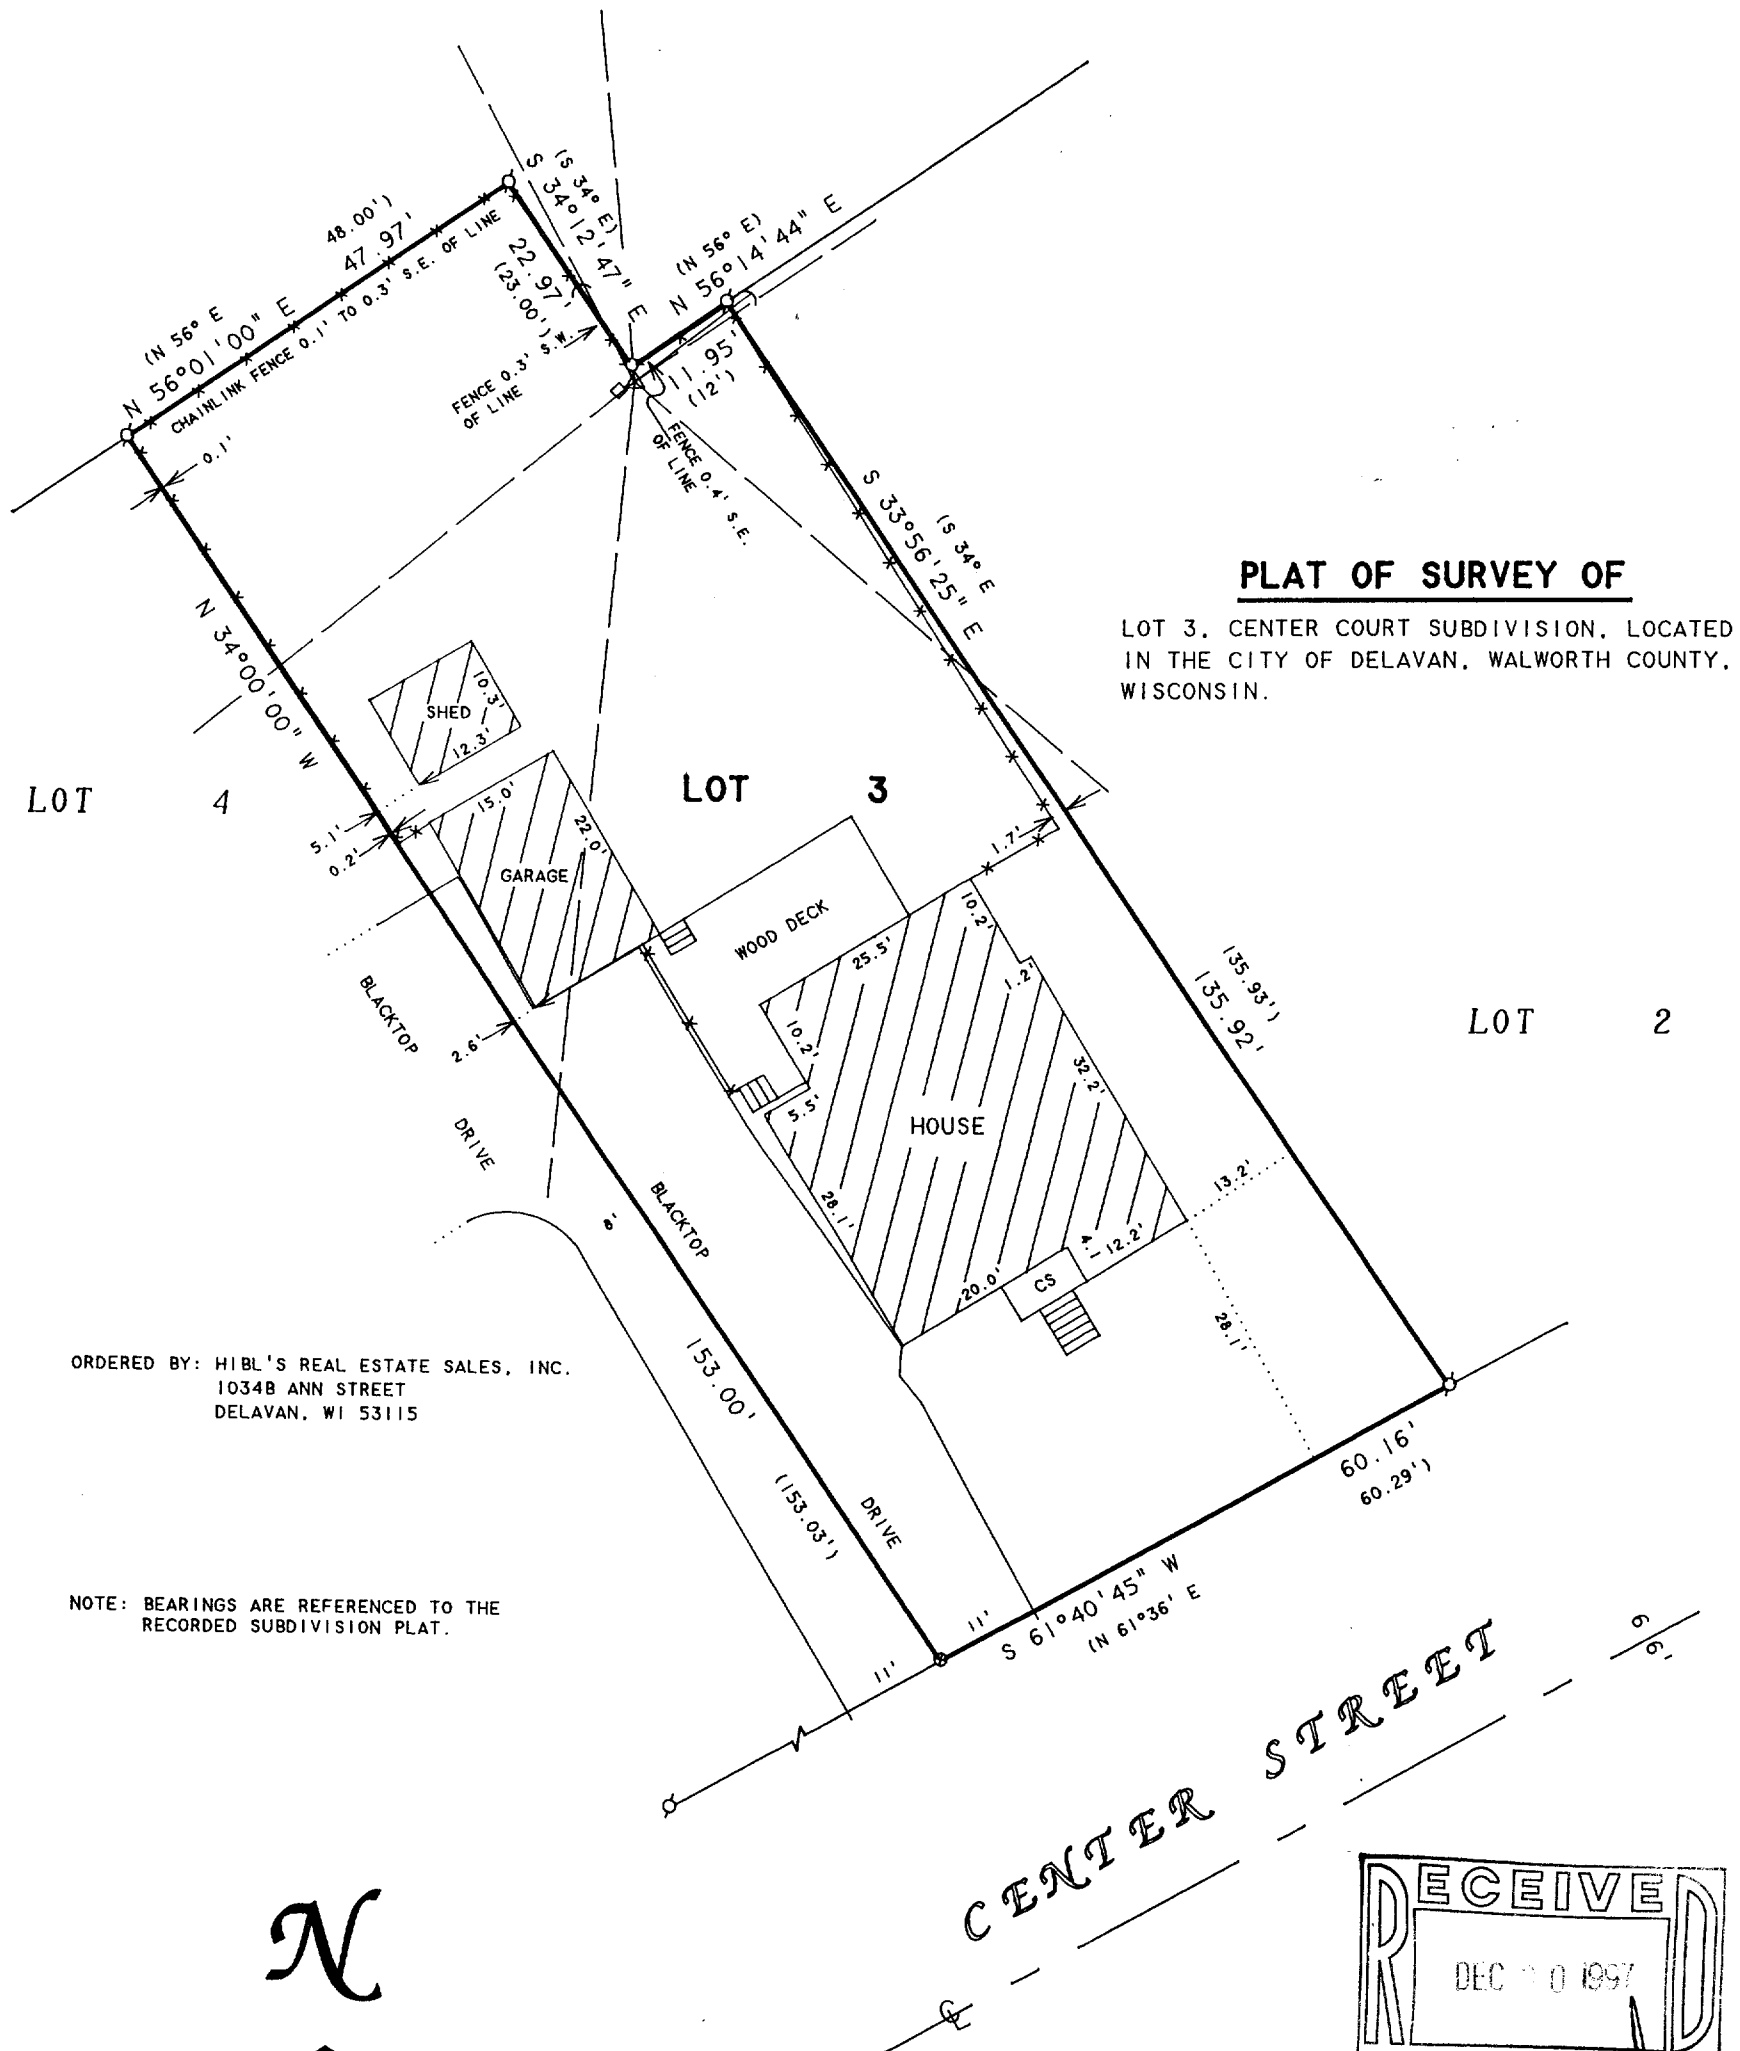 48.00')
47.97'
(N 56° E
N 56°01'00" E
CHAINLINK FENCE 0.1' TO 0.3' S.E. OF LINE
(S 34° E)
S 34°12'47" E
22.97'
(23.00')
FENCE 0.3' S.W.
OF LINE
(N 56° E)
N 56°14'44" E
11.95'
(12')
FENCE 0.4' S.E.
OF LINE
0.1'
S 33°56'25" E
(S 34° E
PLAT OF SURVEY OF
LOT 3, CENTER COURT SUBDIVISION, LOCATED
IN THE CITY OF DELAVAN, WALWORTH COUNTY,
WISCONSIN.
N 34°00'00" W
SHED
10.3'
12.3'
LOT 4
LOT 3
15.0'
22.0'
GARAGE
5.1'
0.2'
1.7'
WOOD DECK
25.5'
10.2'
1.2'
10.2'
5.5'
BLACKTOP
DRIVE
2.6'
135.93')
135.92'
LOT 2
HOUSE
32.2'
28.1'
13.2'
8'
BLACKTOP
DRIVE
20.0'
CS
4.1
12.2'
28.1'
ORDERED BY: HIBL'S REAL ESTATE SALES, INC.
1034B ANN STREET
DELAVAN, WI 53115
153.00'
(153.03')
60.16'
60.29')
NOTE: BEARINGS ARE REFERENCED TO THE
RECORDED SUBDIVISION PLAT.
11'
11'
S 61°40'45" W
(N 61°36' E
66'
CENTER STREET
N
CL
RECEIVED
DEC 0 1997